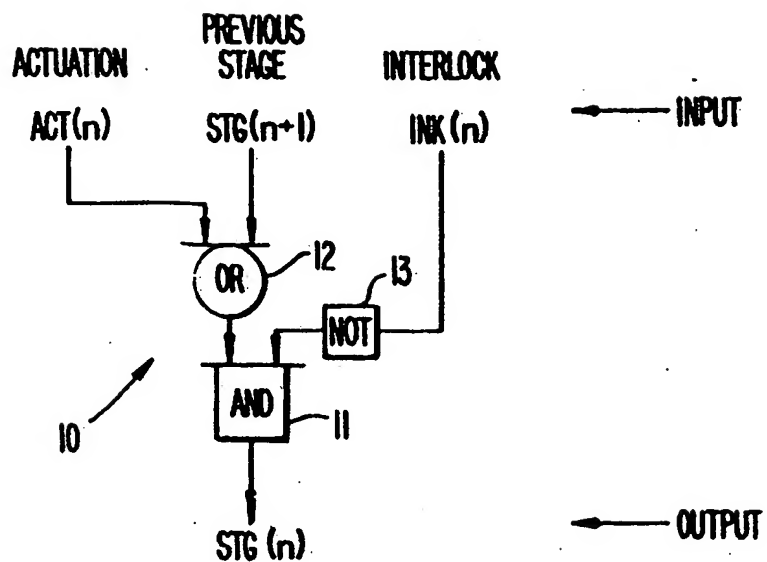 ACTUATION
PREVIOUS
STAGE
INTERLOCK
ACT(n)
STG(n+1)
INK(n)
INPUT
OR
12
13
NOT
AND
11
10
STG(n)
OUTPUT